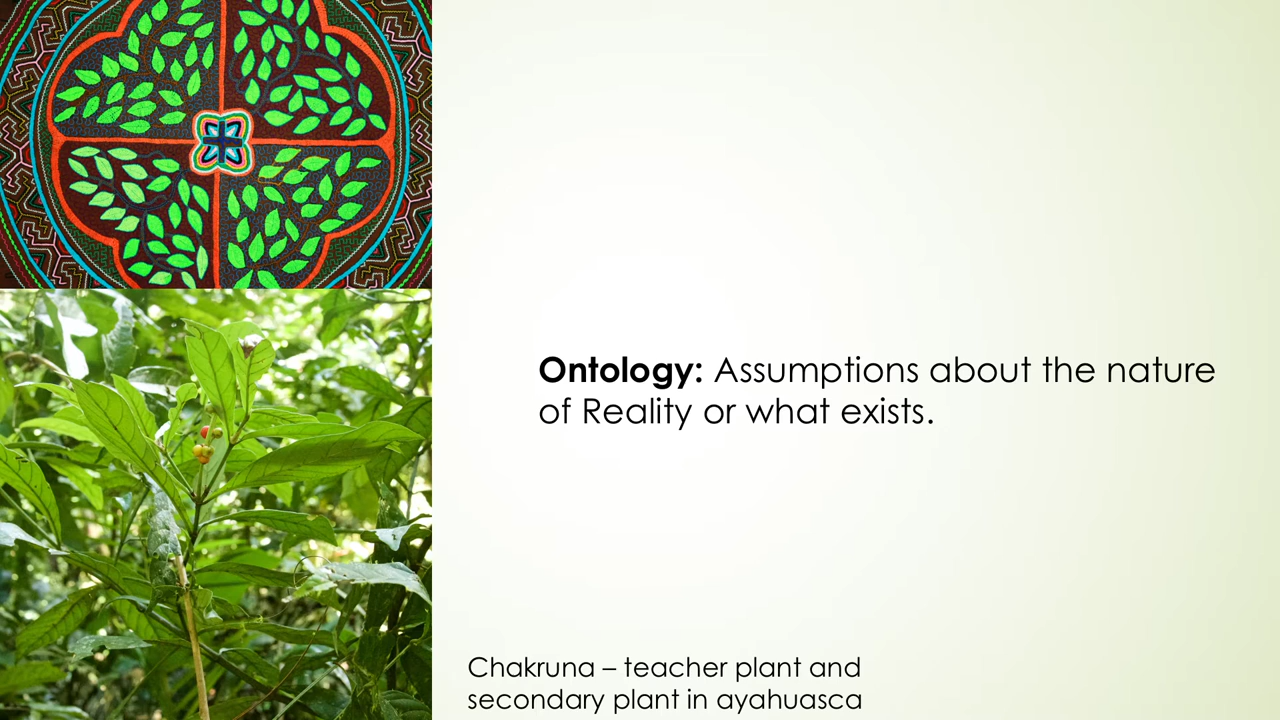 Ontology: Assumptions about the nature
of Reality or what exists.
Chakruna – teacher plant and
secondary plant in ayahuasca